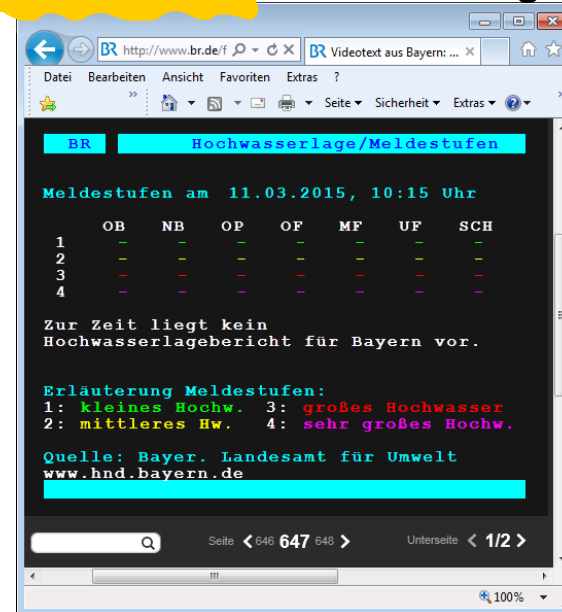 BR http://www.br.de/f BR Videotext aus Bayern: ...
Datei Bearbeiten Ansicht Favoriten Extras ?
» Seite Sicherheit Extras »
BR Hochwasserlage/Meldestufen
Meldestufen am 11.03.2015, 10:15 Uhr
OB NB OP OF MF UF SCH
1 – – – – – – –
2 – – – – – – –
3 – – – – – – –
4 – – – – – – –
Zur Zeit liegt kein
Hochwasserlagebericht für Bayern vor.
Erläuterung Meldestufen:
1: kleines Hochw. 3: großes Hochwasser
2: mittleres Hw. 4: sehr großes Hochw.
Quelle: Bayer. Landesamt für Umwelt
www.hnd.bayern.de
Seite < 646 647 648 > Unterseite < 1/2 >
100%